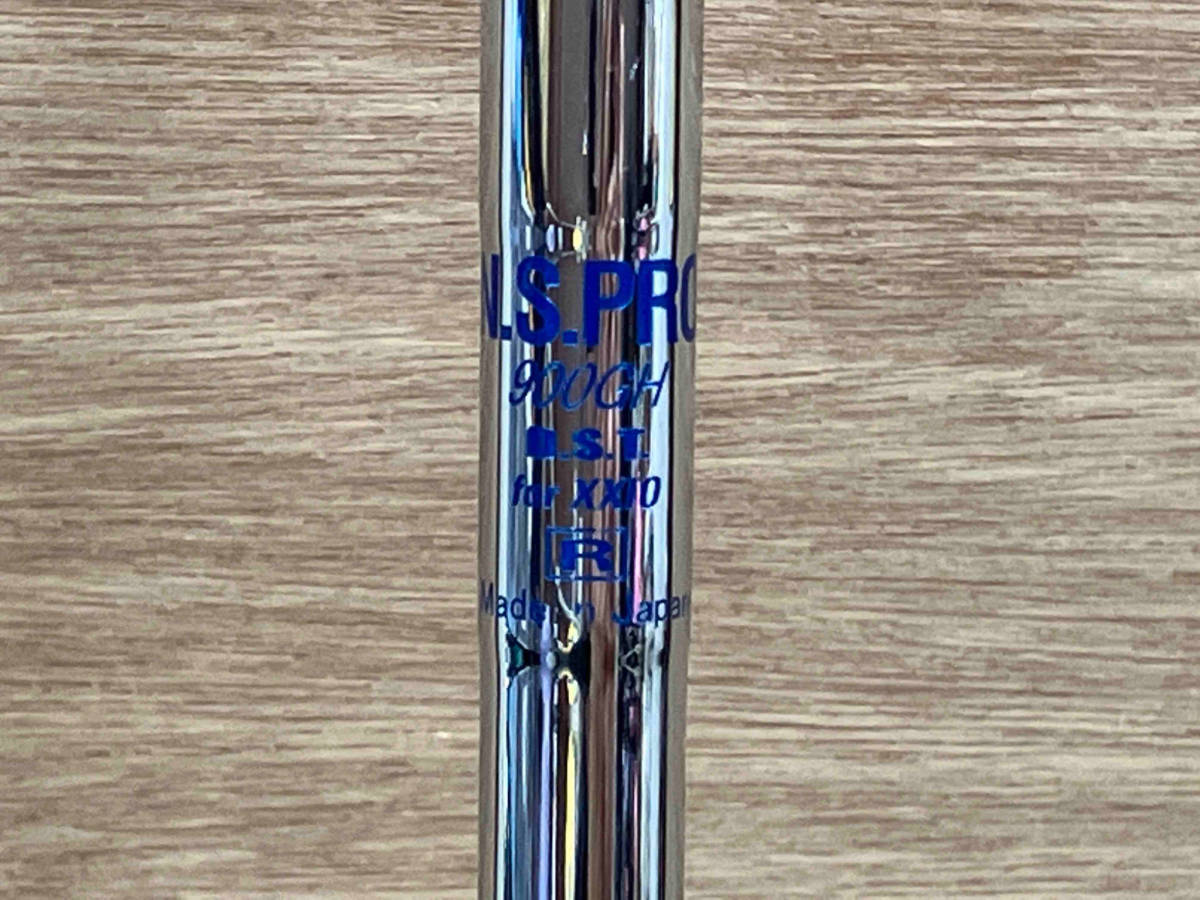 N.S.PRO
900GH
D.S.T.
for XXIO
R
Made in Japan